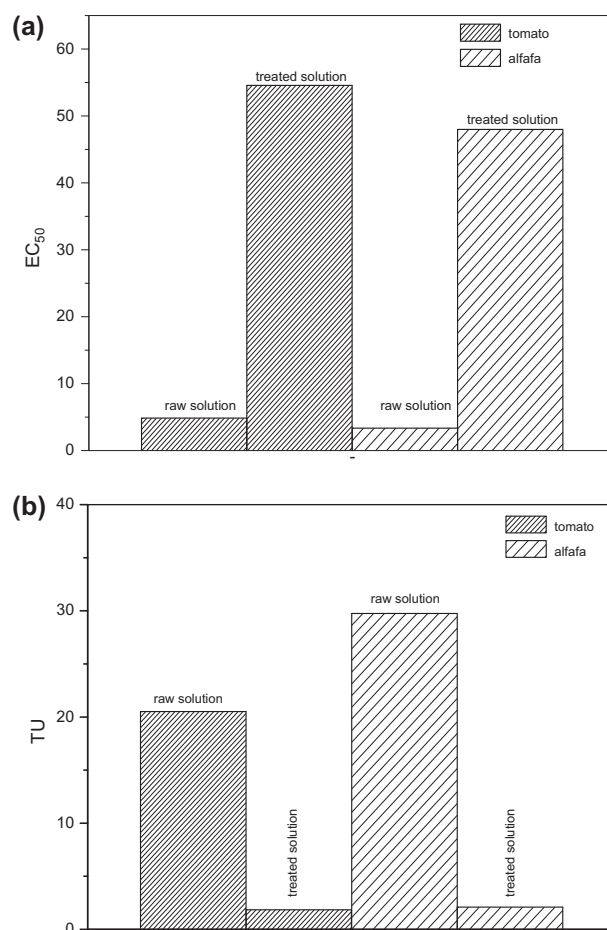 (a)
60
50
40
30
20
10
0
EC50
tomato
alfafa
treated solution
treated solution
raw solution
raw solution
-
(b)
40
30
20
10
0
TU
tomato
alfafa
raw solution
raw solution
treated solution
treated solution